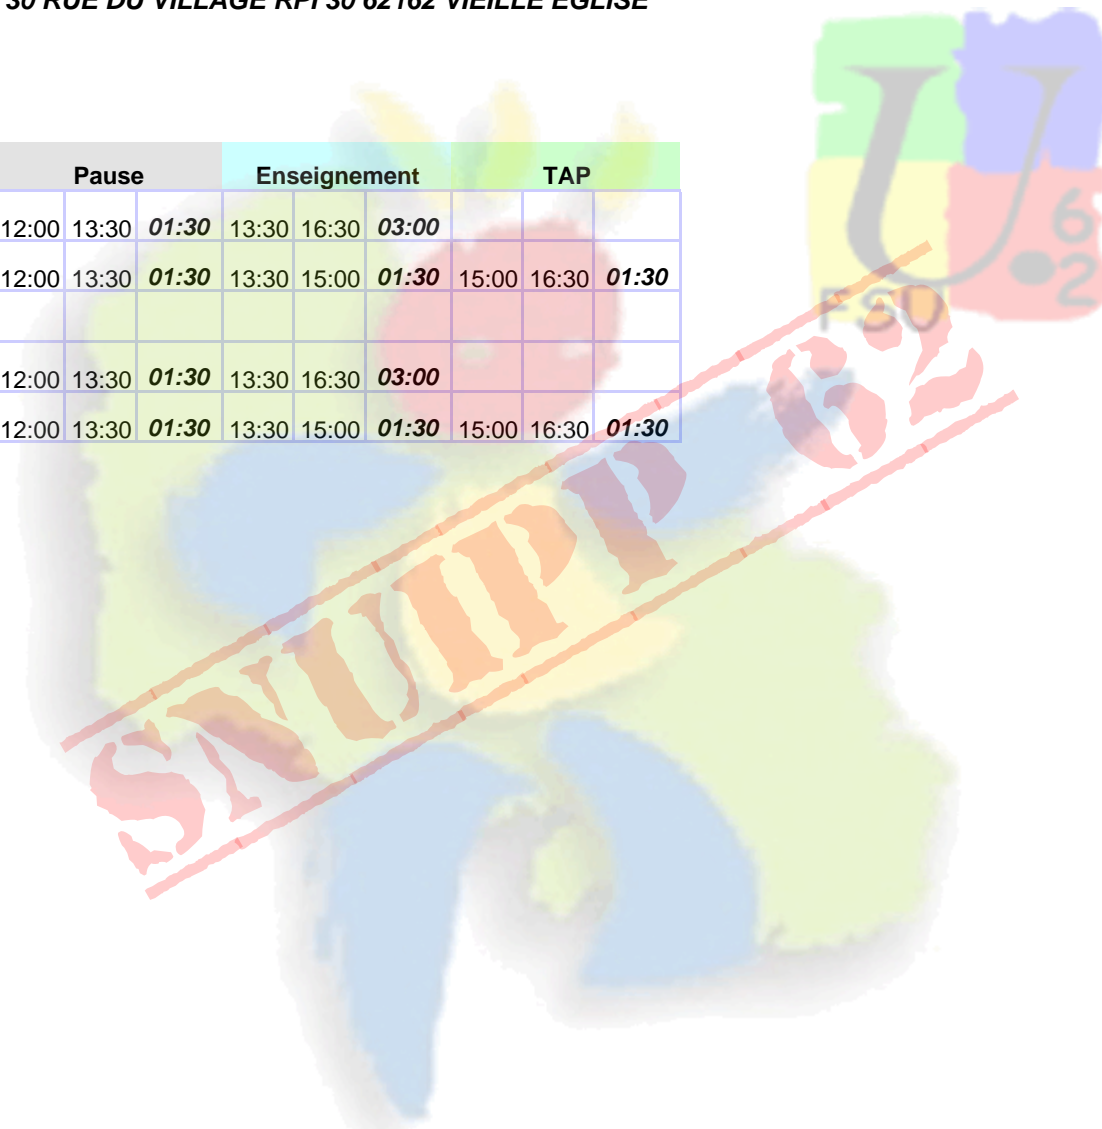 30 RUE DU VILLAGE RPI 30 62162 VIEILLE EGLISE
Pause Enseignement TAP
12:00 13:30 01:30 13:30 16:30 03:00
12:00 13:30 01:30 13:30 15:00 01:30 15:00 16:30 01:30
12:00 13:30 01:30 13:30 16:30 03:00
12:00 13:30 01:30 13:30 15:00 01:30 15:00 16:30 01:30
U.
62
FSU
SNUIPP 62